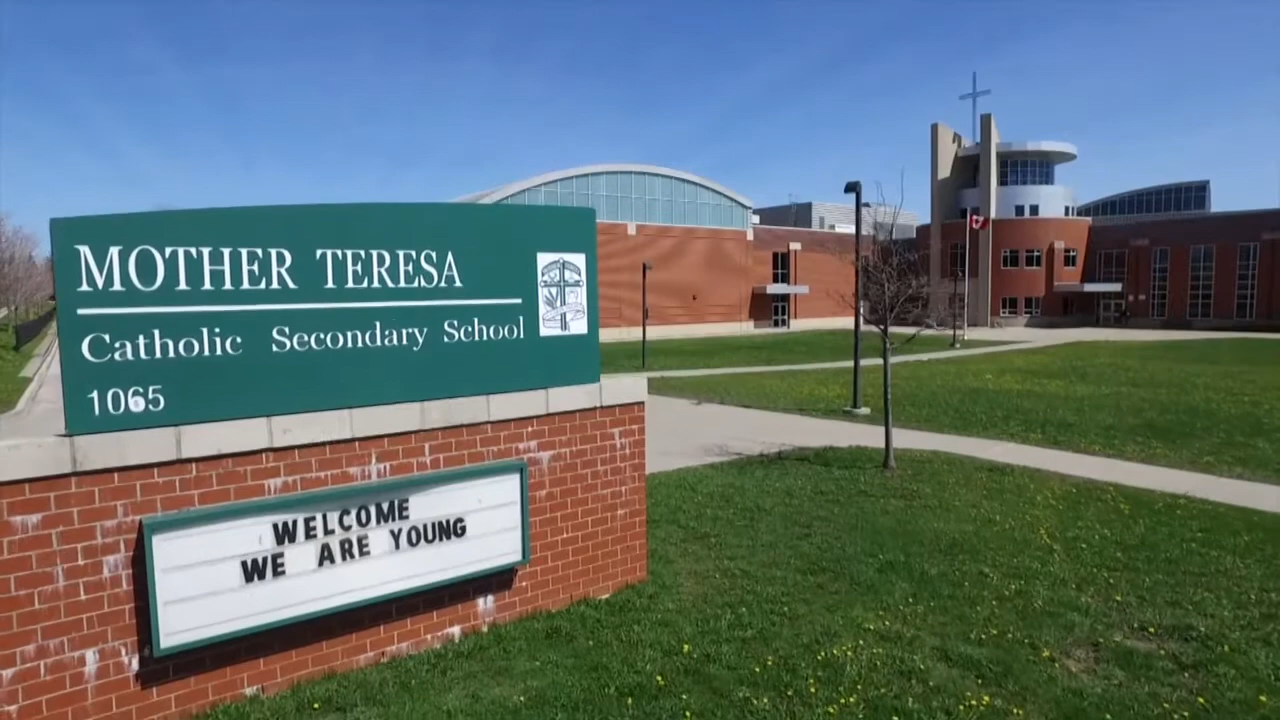 MOTHER TERESA
Catholic Secondary School
1065
WELCOME
WE ARE YOUNG